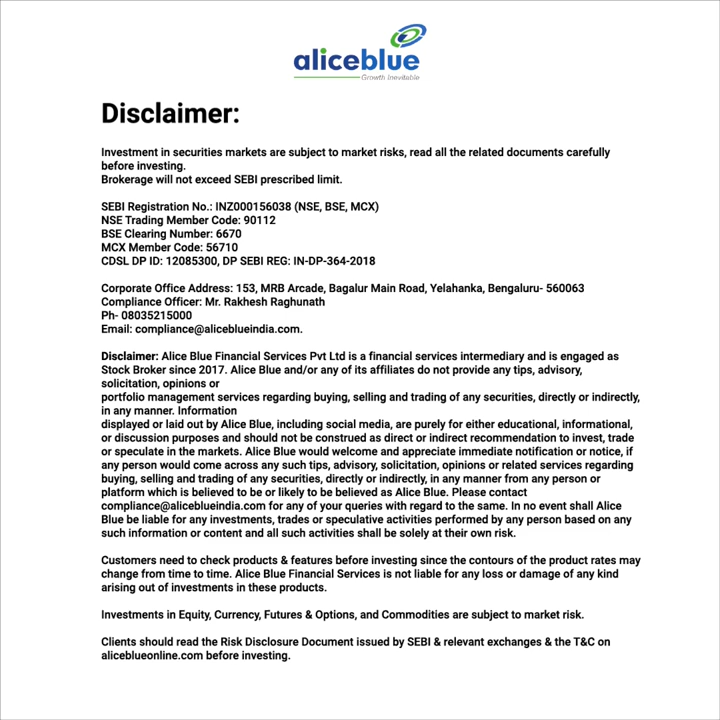 aliceblue
Growth Inevitable
Disclaimer:
Investment in securities markets are subject to market risks, read all the related documents carefully
before investing.
Brokerage will not exceed SEBI prescribed limit.
SEBI Registration No.: INZ000156038 (NSE, BSE, MCX)
NSE Trading Member Code: 90112
BSE Clearing Number: 6670
MCX Member Code: 56710
CDSL DP ID: 12085300, DP SEBI REG: IN-DP-364-2018
Corporate Office Address: 153, MRB Arcade, Bagalur Main Road, Yelahanka, Bengaluru- 560063
Compliance Officer: Mr. Rakhesh Raghunath
Ph- 08035215000
Email: compliance@aliceblueindia.com.
Disclaimer: Alice Blue Financial Services Pvt Ltd is a financial services intermediary and is engaged as
Stock Broker since 2017. Alice Blue and/or any of its affiliates do not provide any tips, advisory,
solicitation, opinions or
portfolio management services regarding buying, selling and trading of any securities, directly or indirectly,
in any manner. Information
displayed or laid out by Alice Blue, including social media, are purely for either educational, informational,
or discussion purposes and should not be construed as direct or indirect recommendation to invest, trade
or speculate in the markets. Alice Blue would welcome and appreciate immediate notification or notice, if
any person would come across any such tips, advisory, solicitation, opinions or related services regarding
buying, selling and trading of any securities, directly or indirectly, in any manner from any person or
platform which is believed to be or likely to be believed as Alice Blue. Please contact
compliance@aliceblueindia.com for any of your queries with regard to the same. In no event shall Alice
Blue be liable for any investments, trades or speculative activities performed by any person based on any
such information or content and all such activities shall be solely at their own risk.
Customers need to check products & features before investing since the contours of the product rates may
change from time to time. Alice Blue Financial Services is not liable for any loss or damage of any kind
arising out of investments in these products.
Investments in Equity, Currency, Futures & Options, and Commodities are subject to market risk.
Clients should read the Risk Disclosure Document issued by SEBI & relevant exchanges & the T&C on
aliceblueonline.com before investing.